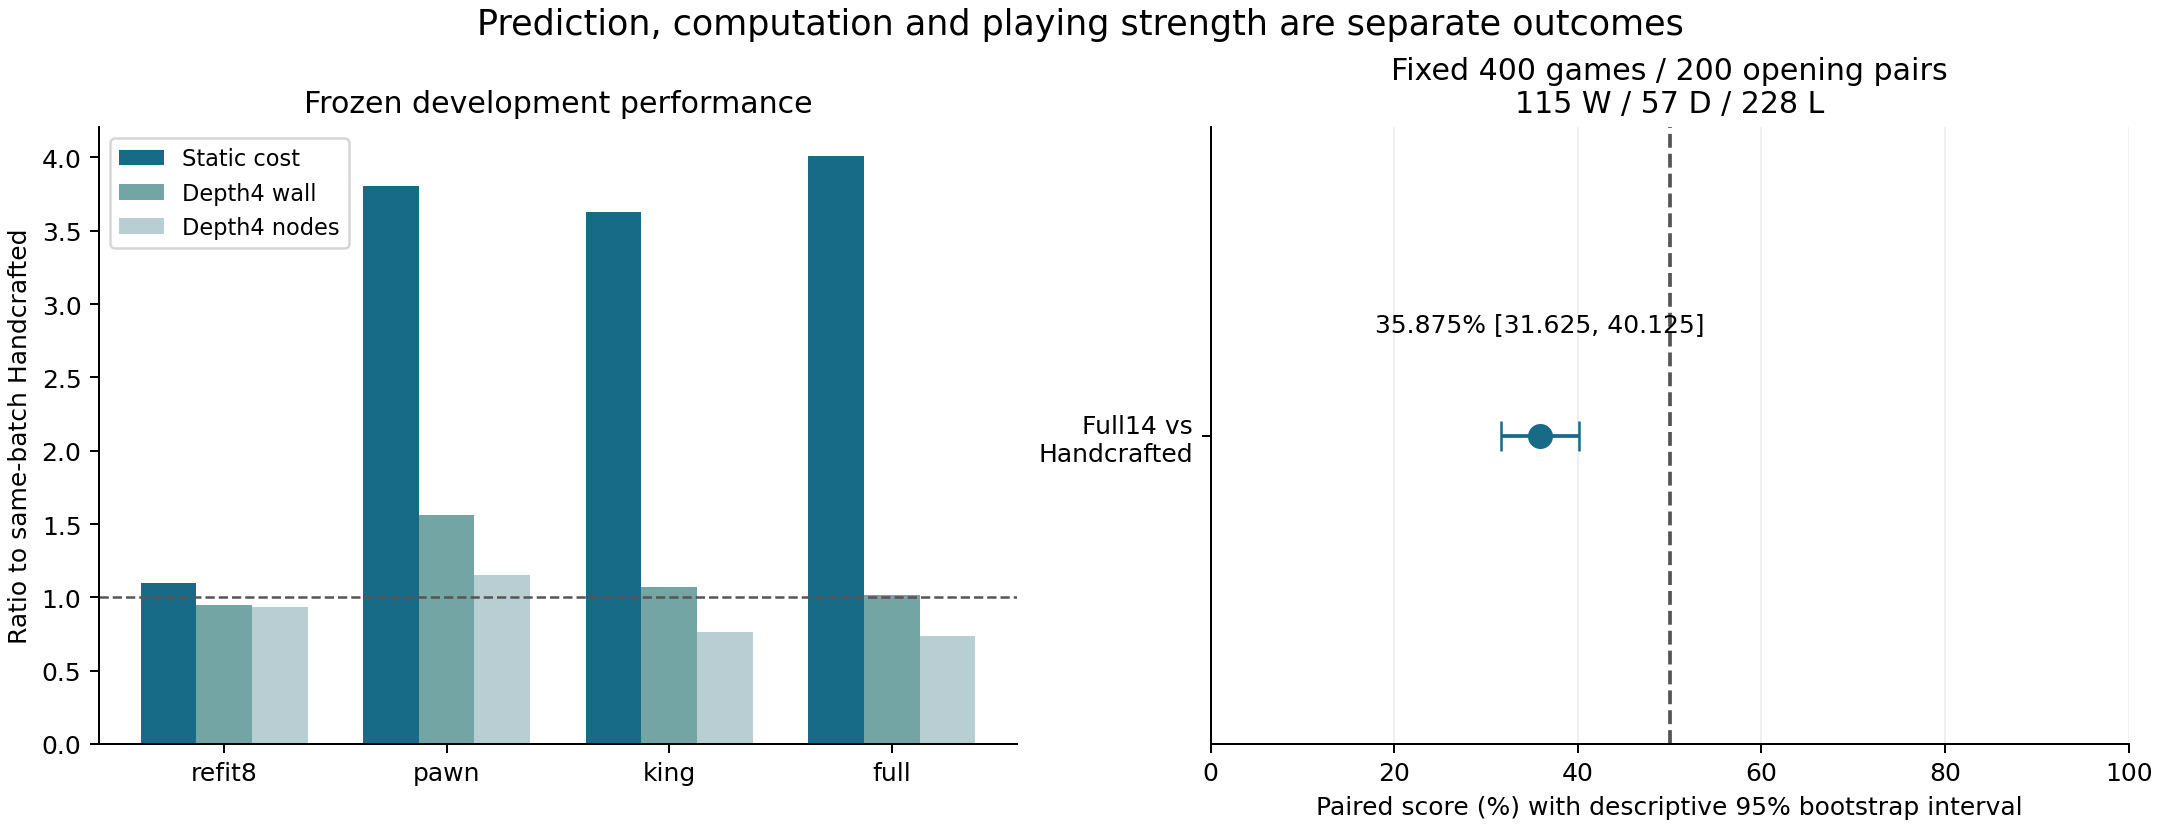 Prediction, computation and playing strength are separate outcomes
Frozen development performance
Ratio to same-batch Handcrafted
4.0
3.5
3.0
2.5
2.0
1.5
1.0
0.5
0.0
Static cost
Depth4 wall
Depth4 nodes
refit8
pawn
king
full
Fixed 400 games / 200 opening pairs
115 W / 57 D / 228 L
35.875% [31.625, 40.125]
Full14 vs
Handcrafted
0
20
40
60
80
100
Paired score (%) with descriptive 95% bootstrap interval